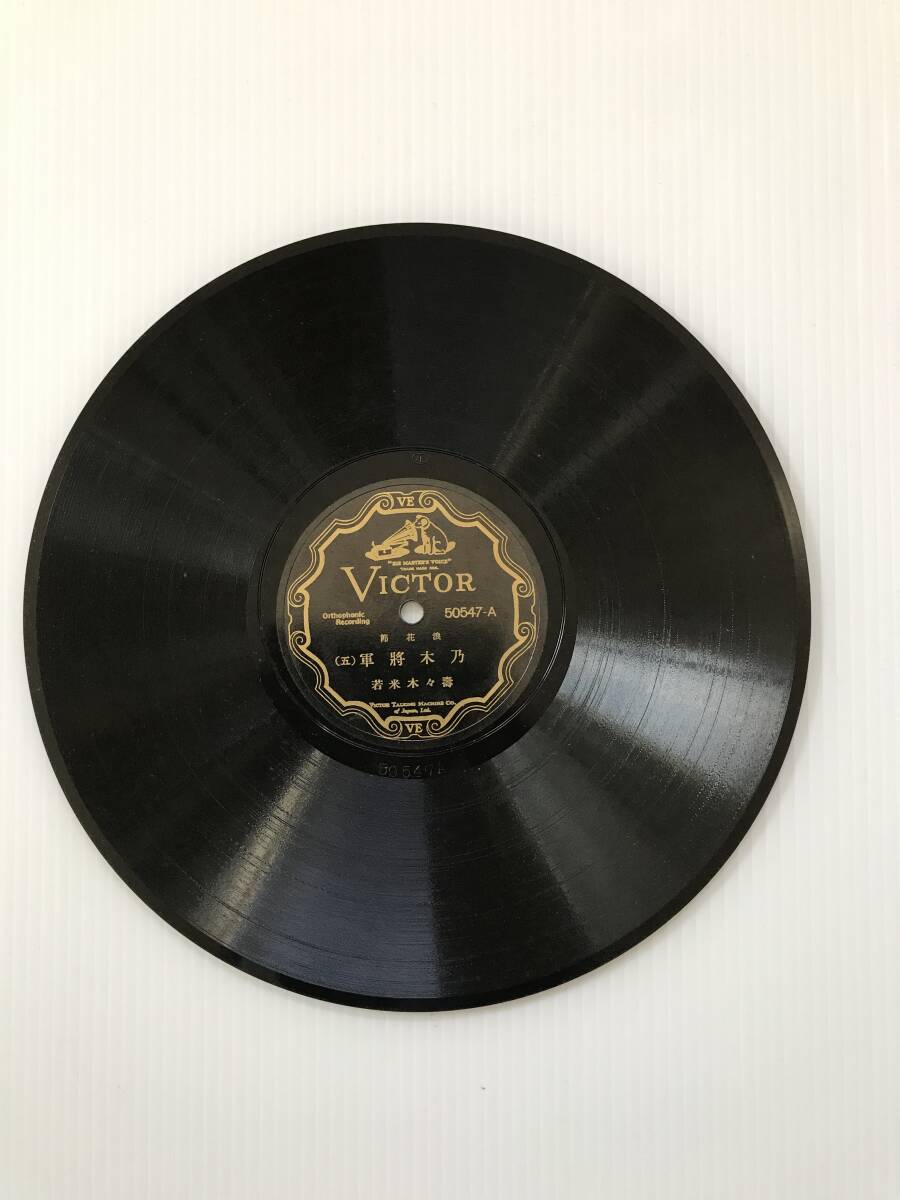 VE
"HIS MASTER'S VOICE"
TRADE MARK REG.
VICTOR
Orthophonic
Recording
50547-A
浪花節
乃木將軍(五)
壽々木米若
VICTOR TALKING MACHINE CO.
of Japan, Ltd.
VE
50547A